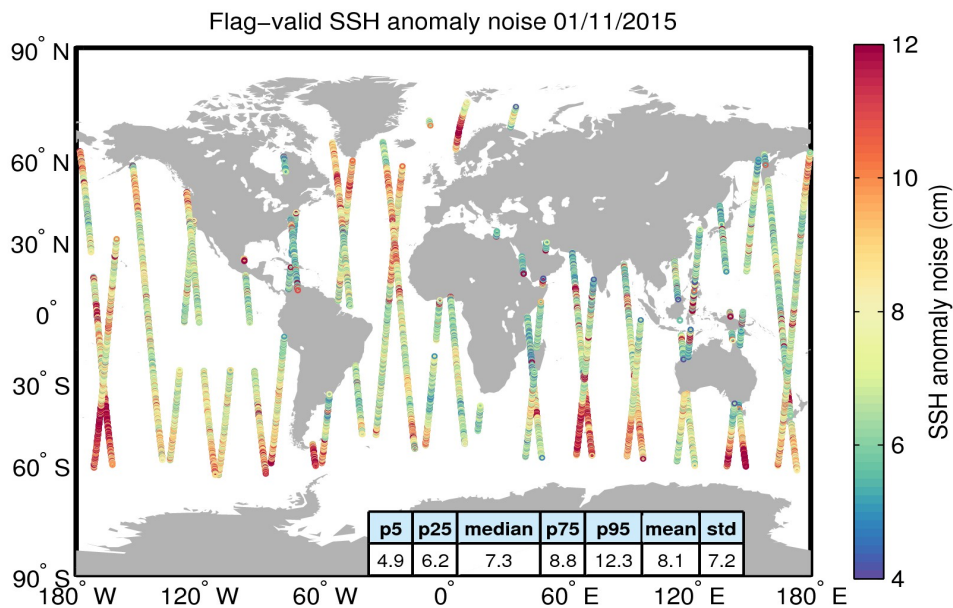 Flag−valid SSH anomaly noise 01/11/2015
90° N
60° N
30° N
0°
30° S
60° S
90° S
180° W 120° W 60° W 0° 60° E 120° E 180° E
p5 p25 median p75 p95 mean std
4.9 6.2 7.3 8.8 12.3 8.1 7.2
12
10
8
6
4
SSH anomaly noise (cm)